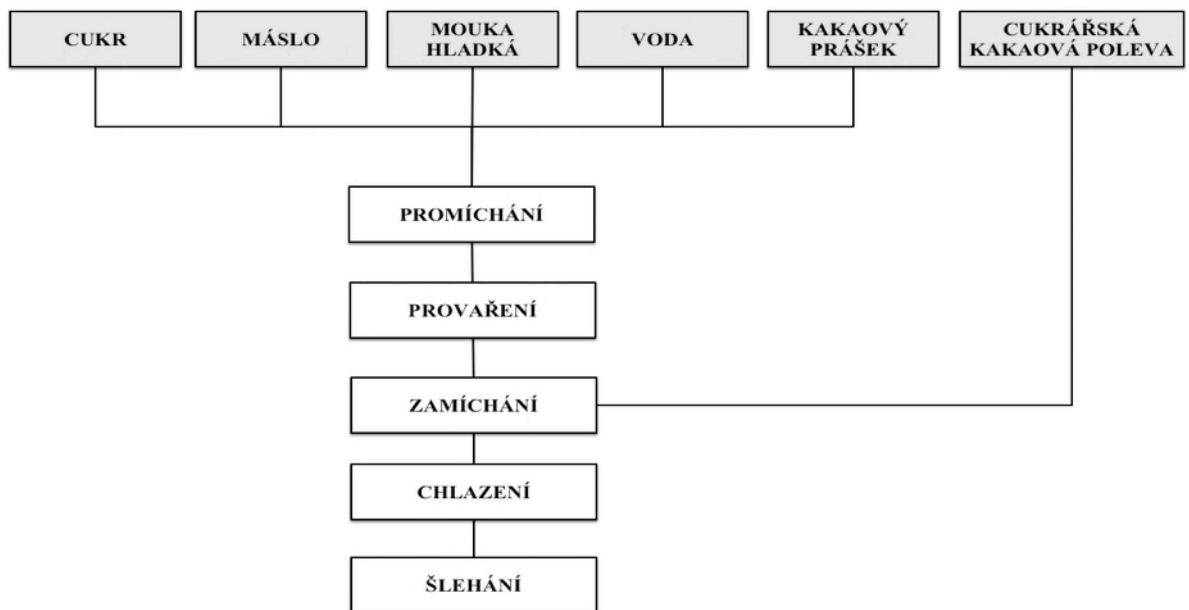 CUKR
MÁSLO
MOUKA
HLADKÁ
VODA
KAKAOVÝ
PRÁŠEK
CUKRÁŘSKÁ
KAKAOVÁ POLEVA
PROMÍCHÁNÍ
PROVAŘENÍ
ZAMÍCHÁNÍ
CHLAZENÍ
ŠLEHÁNÍ